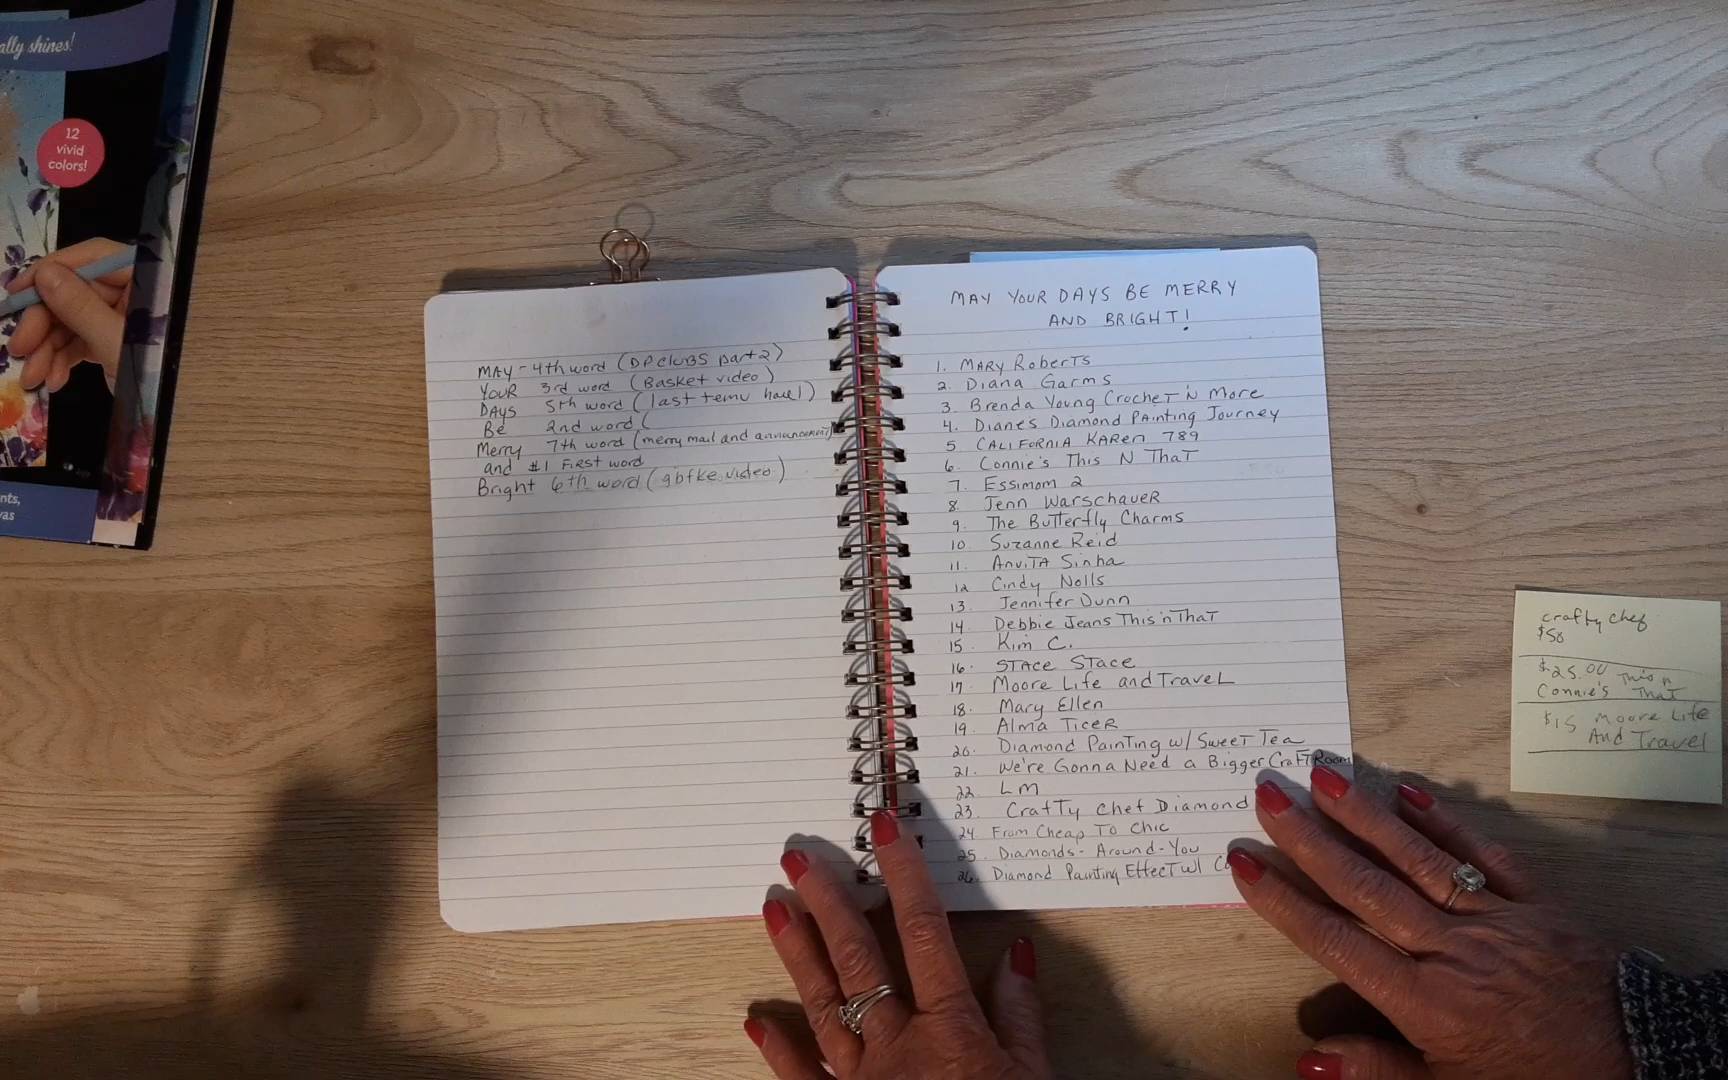 ally shines!
12
vivid
colors!
nts,
vas
MAY - 4th word (DP clubs part 2)
YOUR 3rd word (Basket video)
DAYS 5th word (last temu haul)
Be 2nd word (
Merry 7th word (merry mail and announcement)
and #1 First word
Bright 6th word (gbfke video)
MAY YOUR DAYS BE MERRY
AND BRIGHT!
1. MARY Roberts
2. Diana Garms
3. Brenda Young Crochet N More
4. Dianes Diamond Painting Journey
5 CALIFORNIA KAREN 789
6. Connie's This N That
7. Essimom 2
8. Jenn Warschauer
9. The Butterfly Charms
10 Suzanne Reid
11. Anvita Sinha
12 Cindy Nolls
13. Jennifer Dunn
14. Debbie Jeans This'n That
15. Kim C.
16. Stace Stace
17. Moore Life and Travel
18. Mary Ellen
19. Alma Ticer
20. Diamond Painting w/ Sweet Tea
21. We're Gonna Need a Bigger Craft Room
22 LM
23. Crafty Chef Diamond
24 From Cheap To Chic
25. Diamonds-Around-You
26. Diamond Painting Effect w/ C
crafty chef
$50
$25.00 This n
Connie's That
$15 Moore Life
And Travel